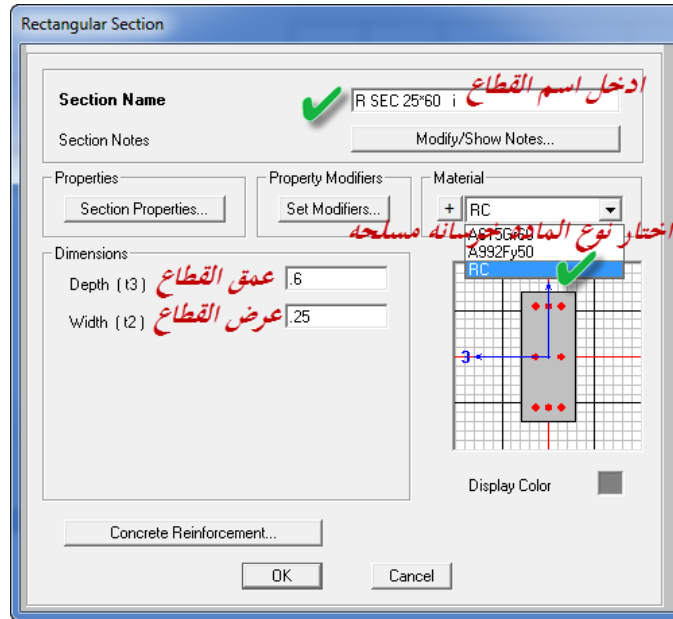 Rectangular Section
Section Name
R SEC 25*60 i
ادخل اسم القطاع
Section Notes
Modify/Show Notes...
Properties
Property Modifiers
Material
Section Properties...
Set Modifiers...
+
RC
اختار نوع الماده خرسانه مسلحه
A615Gr60
A992Fy50
RC
Dimensions
Depth ( t3 )
عمق القطاع
.6
Width ( t2 )
عرض القطاع
.25
3
Display Color
Concrete Reinforcement...
OK
Cancel